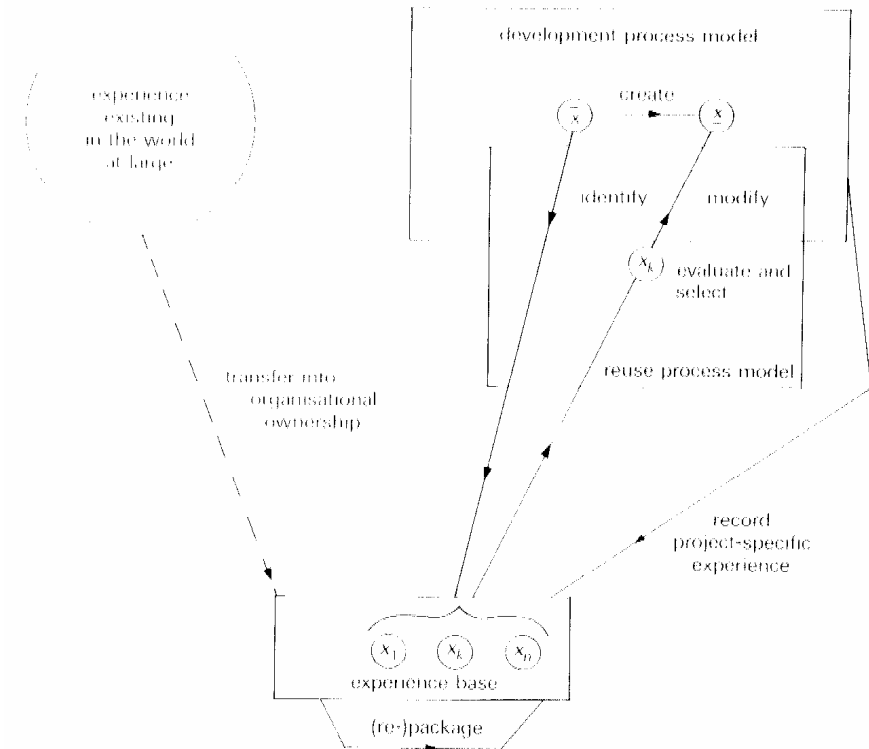 development process model
experience
existing
in the world
at large
create
x̄
x̲
identify
modify
x_k
evaluate and
select
reuse process model
transfer into
organisational
ownership
record
project-specific
experience
x_1
x_k
x_n
experience base
(re-)package